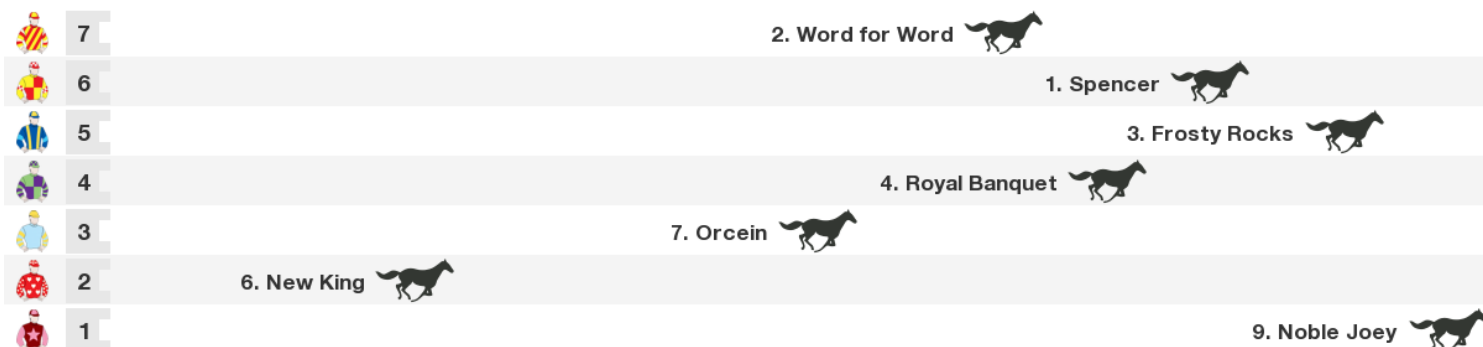 7 2. Word for Word
6 1. Spencer
5 3. Frosty Rocks
4 4. Royal Banquet
3 7. Orcein
2 6. New King
1 9. Noble Joey